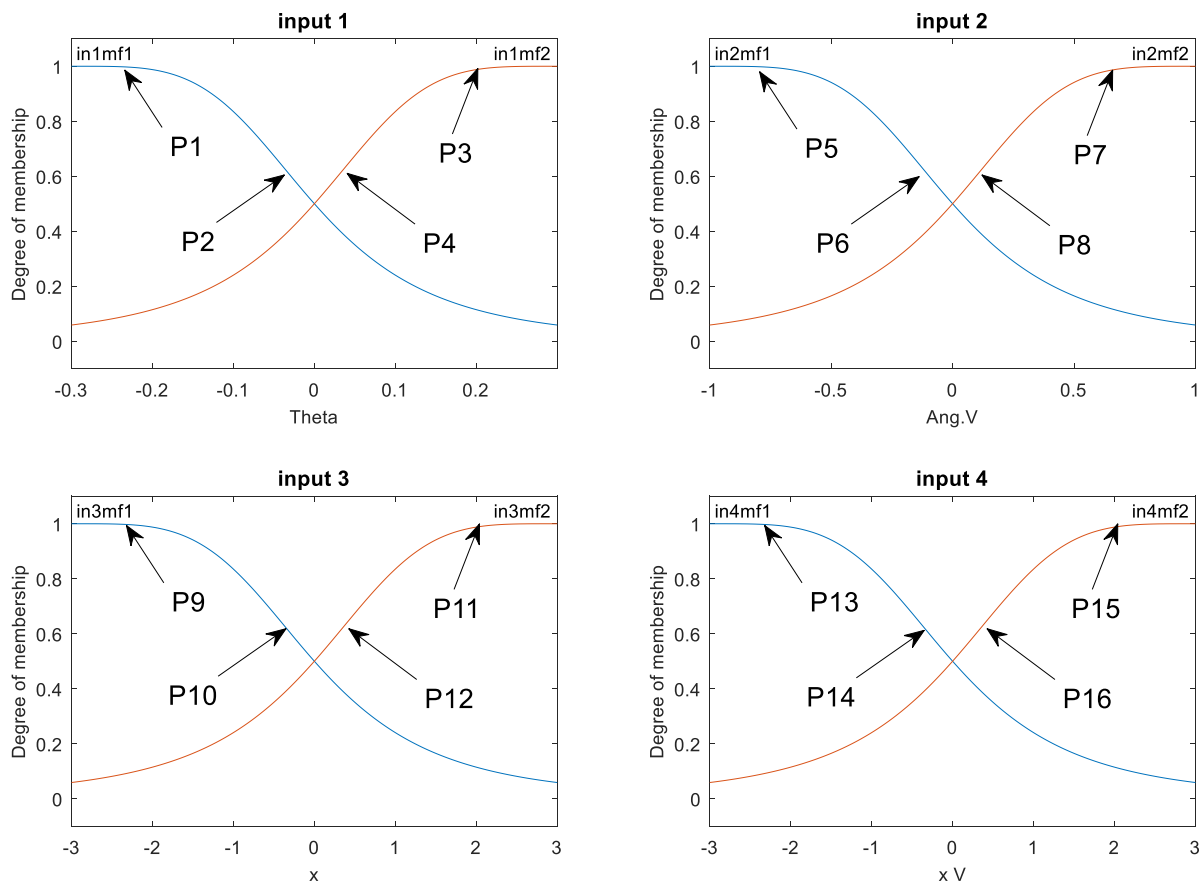 input 1
in1mf1 in1mf2
1
0.8
0.6
0.4
0.2
0
Degree of membership
P1
P2
P3
P4
-0.3 -0.2 -0.1 0 0.1 0.2
Theta
input 2
in2mf1 in2mf2
1
0.8
0.6
0.4
0.2
0
Degree of membership
P5
P6
P7
P8
-1 -0.5 0 0.5 1
Ang.V
input 3
in3mf1 in3mf2
1
0.8
0.6
0.4
0.2
0
Degree of membership
P9
P10
P11
P12
-3 -2 -1 0 1 2 3
x
input 4
in4mf1 in4mf2
1
0.8
0.6
0.4
0.2
0
Degree of membership
P13
P14
P15
P16
-3 -2 -1 0 1 2 3
x V